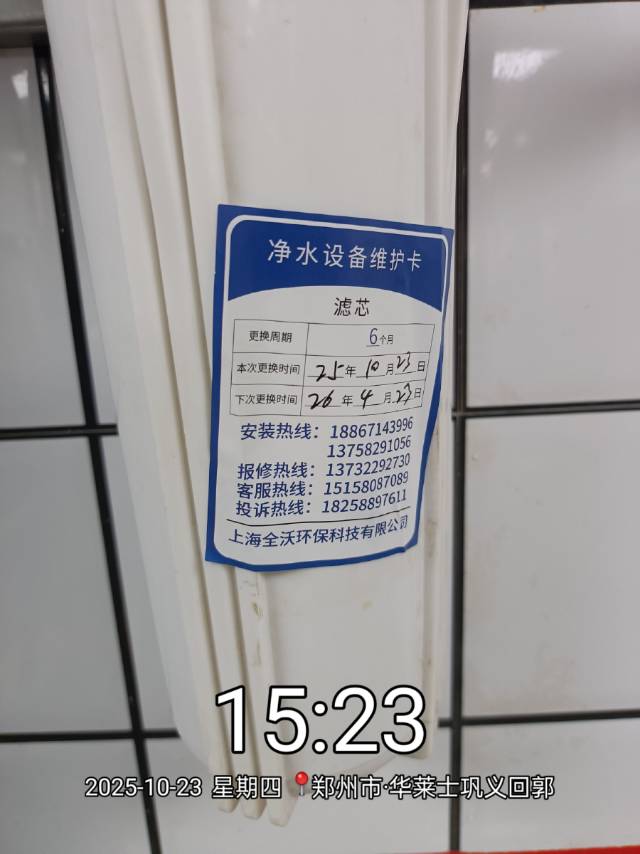 净水设备维护卡
滤芯
更换周期 6个月
本次更换时间 25年10月23日
下次更换时间 26年4月23日
安装热线：18867143996
13758291056
报修热线：13732292730
客服热线：15158087089
投诉热线：18258897611
上海全沃环保科技有限公司
15:23
2025-10-23 星期四 郑州市·华莱士巩义回郭